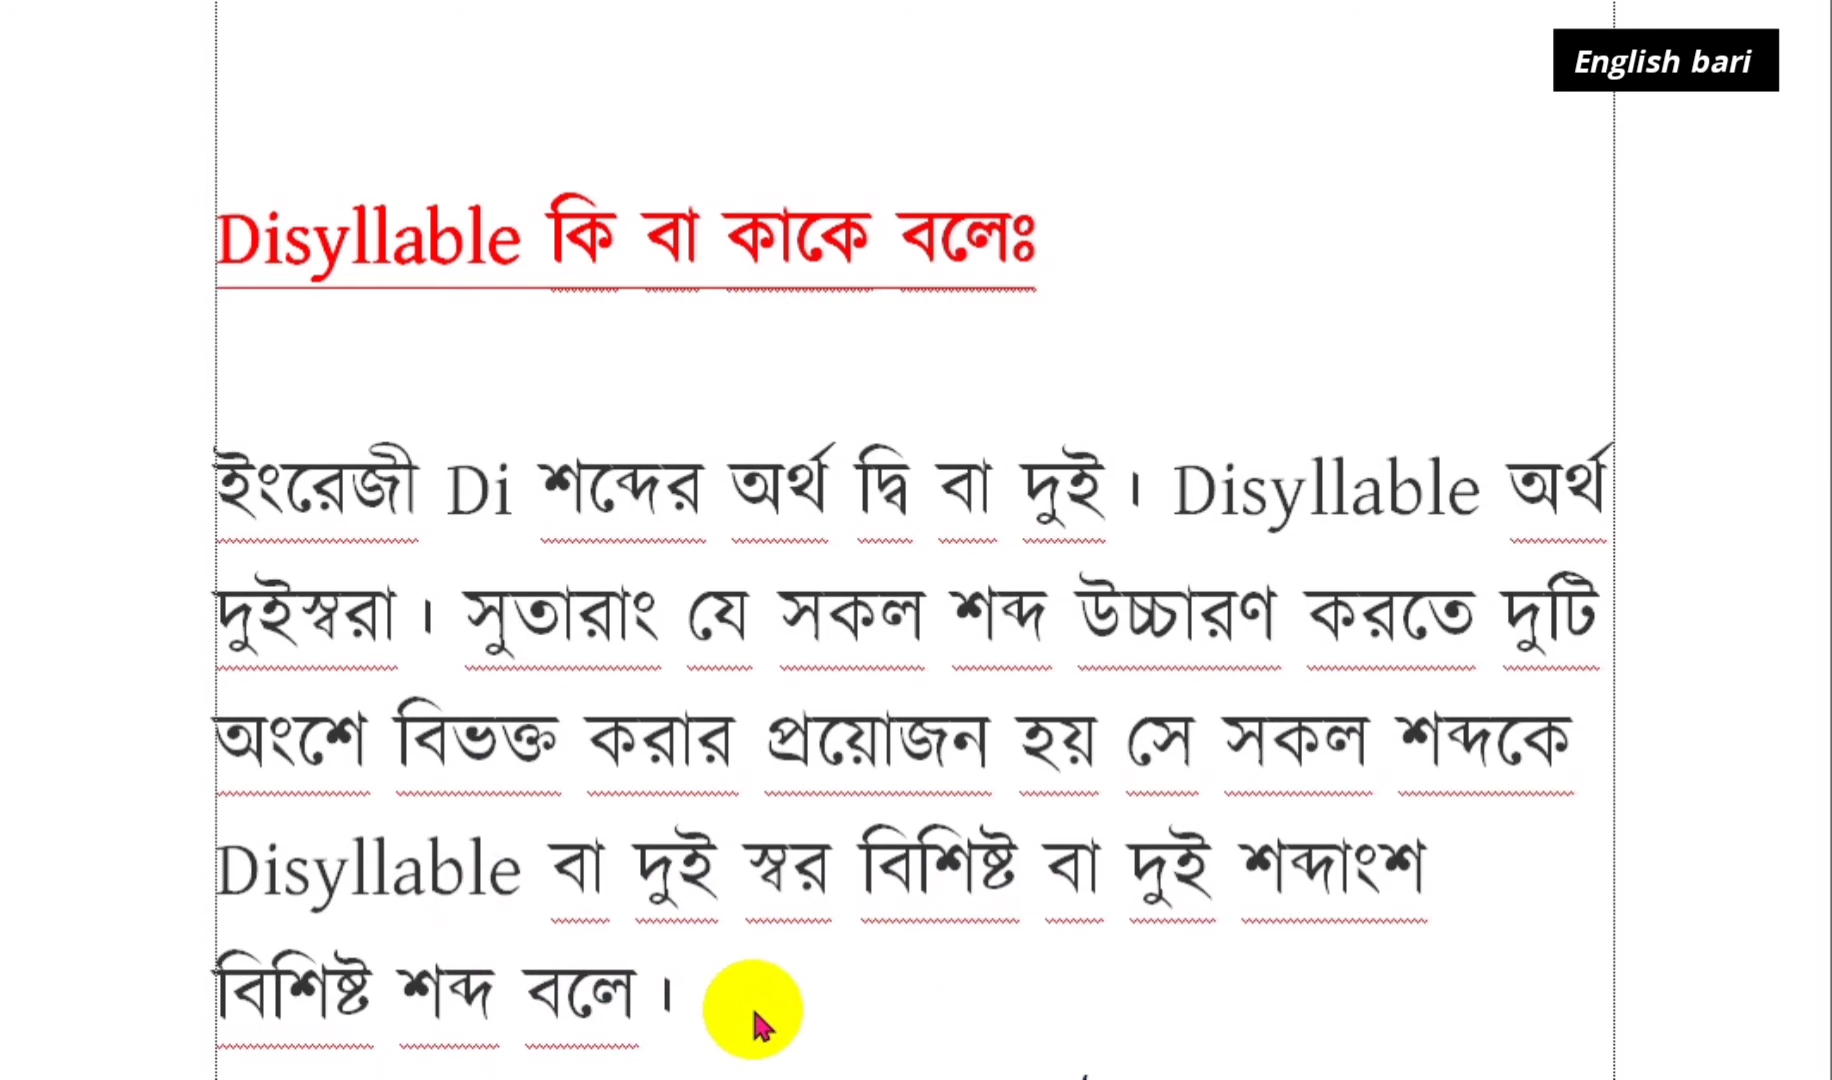 English bari
Disyllable কি বা কাকে বলেঃ
ইংরেজী Di শব্দের অর্থ দ্বি বা দুই । Disyllable অর্থ
দুইস্বরা । সুতারাং যে সকল শব্দ উচ্চারণ করতে দুটি
অংশে বিভক্ত করার প্রয়োজন হয় সে সকল শব্দকে
Disyllable বা দুই স্বর বিশিষ্ট বা দুই শব্দাংশ
বিশিষ্ট শব্দ বলে ।